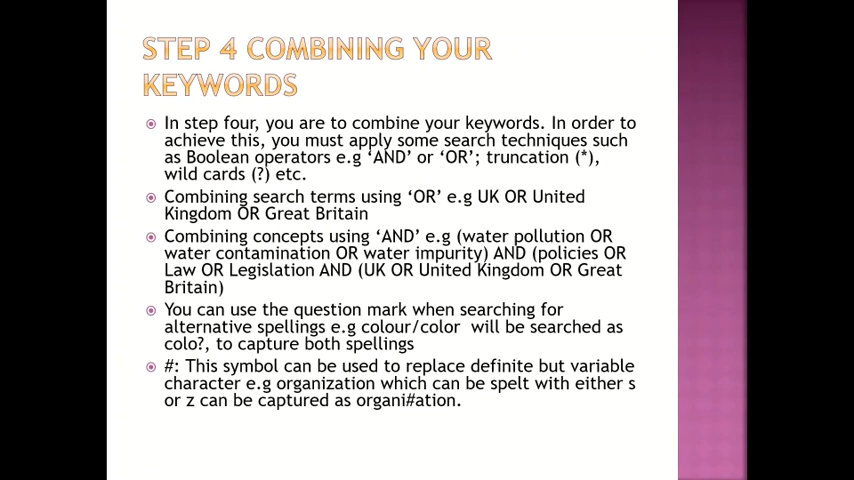 STEP 4 COMBINING YOUR
KEYWORDS
In step four, you are to combine your keywords. In order to
achieve this, you must apply some search techniques such
as Boolean operators e.g ‘AND’ or ‘OR’; truncation (*),
wild cards (?) etc.
Combining search terms using ‘OR’ e.g UK OR United
Kingdom OR Great Britain
Combining concepts using ‘AND’ e.g (water pollution OR
water contamination OR water impurity) AND (policies OR
Law OR Legislation AND (UK OR United Kingdom OR Great
Britain)
You can use the question mark when searching for
alternative spellings e.g colour/color will be searched as
colo?, to capture both spellings
#: This symbol can be used to replace definite but variable
character e.g organization which can be spelt with either s
or z can be captured as organi#ation.